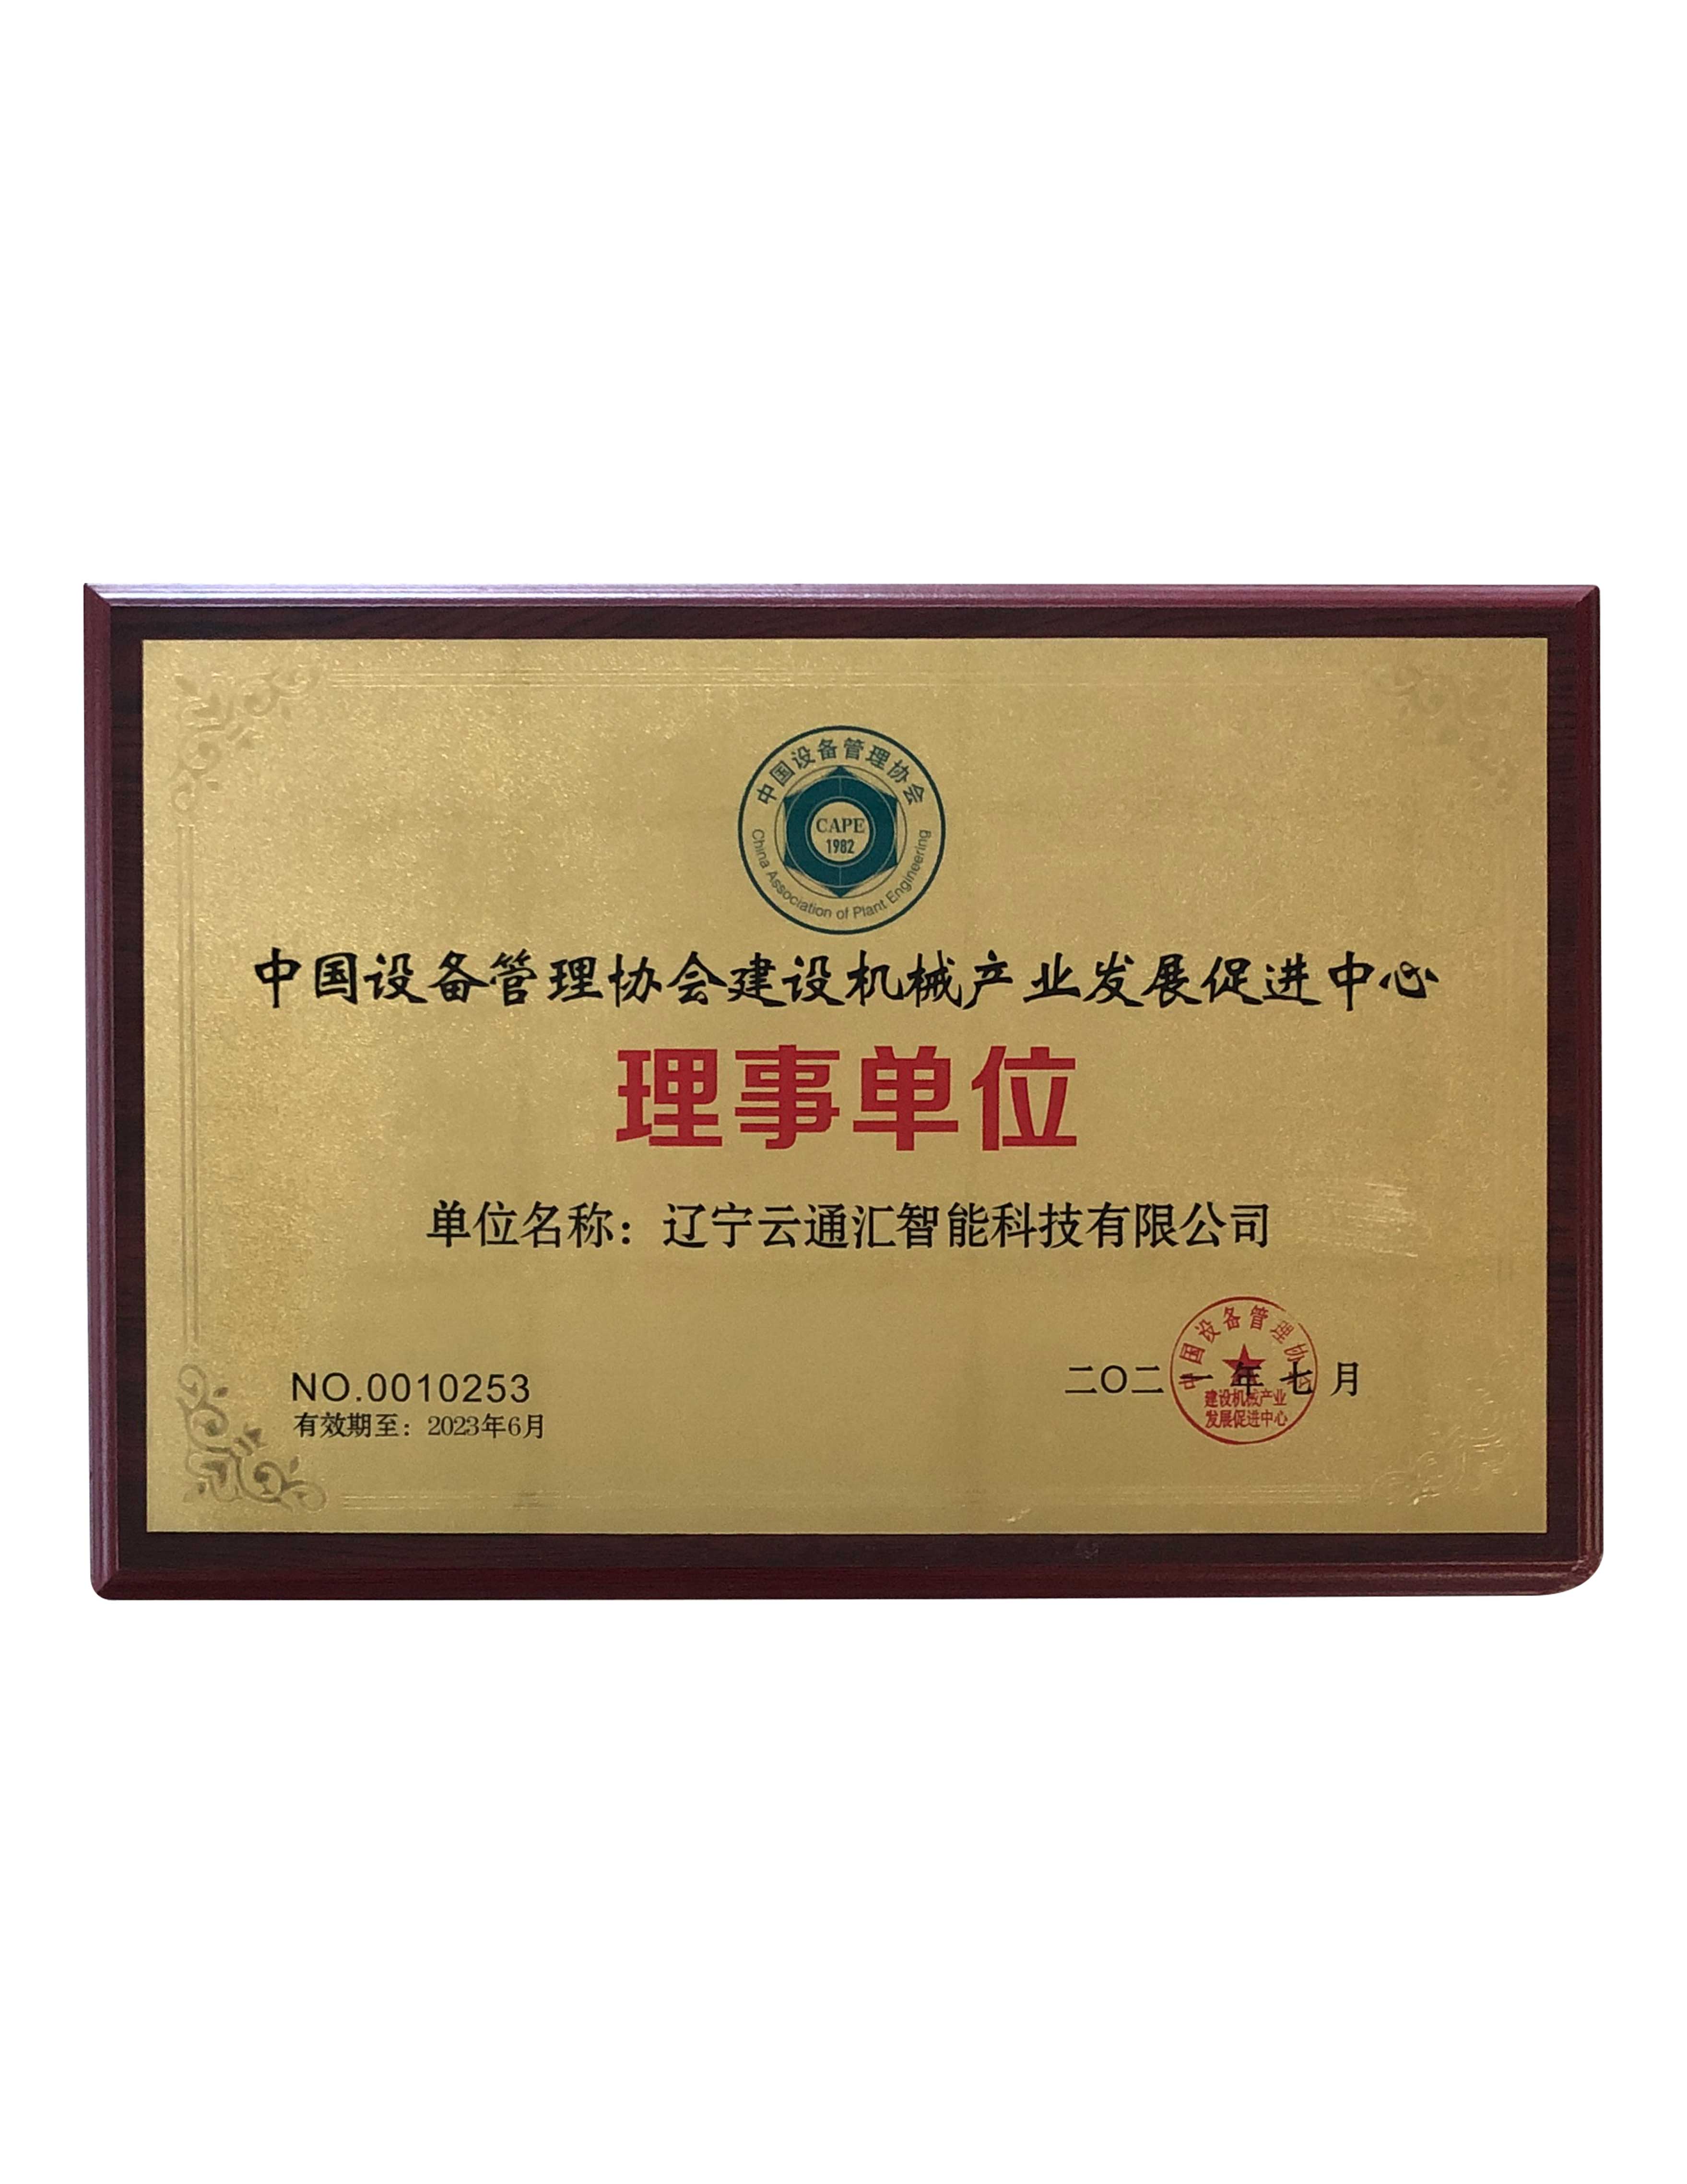 中国设备管理协会
CAPE
1982
China Association of Plant Engineering
中国设备管理协会建设机械产业发展促进中心
理事单位
单位名称：辽宁云通汇智能科技有限公司
NO.0010253
有效期至：2023年6月
二〇二一年七月
中国设备管理协会
建设机械产业
发展促进中心